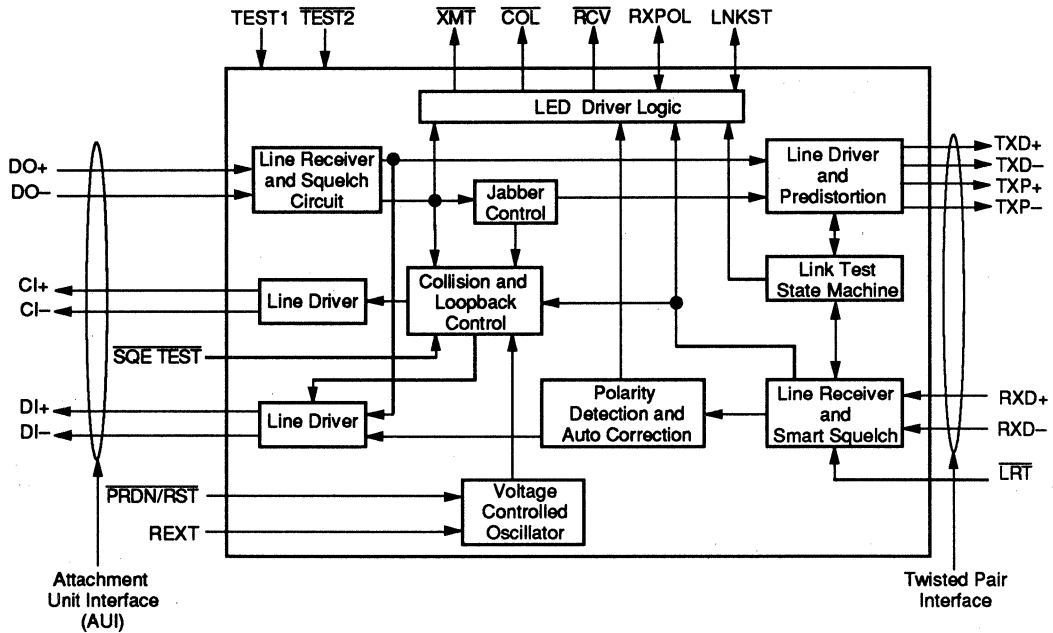 TEST1 TEST2 XMT COL RCV RXPOL LNKST
LED Driver Logic
DO+
DO–
Line Receiver
and Squelch
Circuit
Jabber
Control
Line Driver
and
Predistortion
TXD+
TXD–
TXP+
TXP–
CI+
CI–
Line Driver
Collision and
Loopback
Control
Link Test
State Machine
SQE TEST
DI+
DI–
Line Driver
Polarity
Detection and
Auto Correction
Line Receiver
and
Smart Squelch
RXD+
RXD–
LRT
PRDN/RST
REXT
Voltage
Controlled
Oscillator
Attachment
Unit Interface
(AUI)
Twisted Pair
Interface